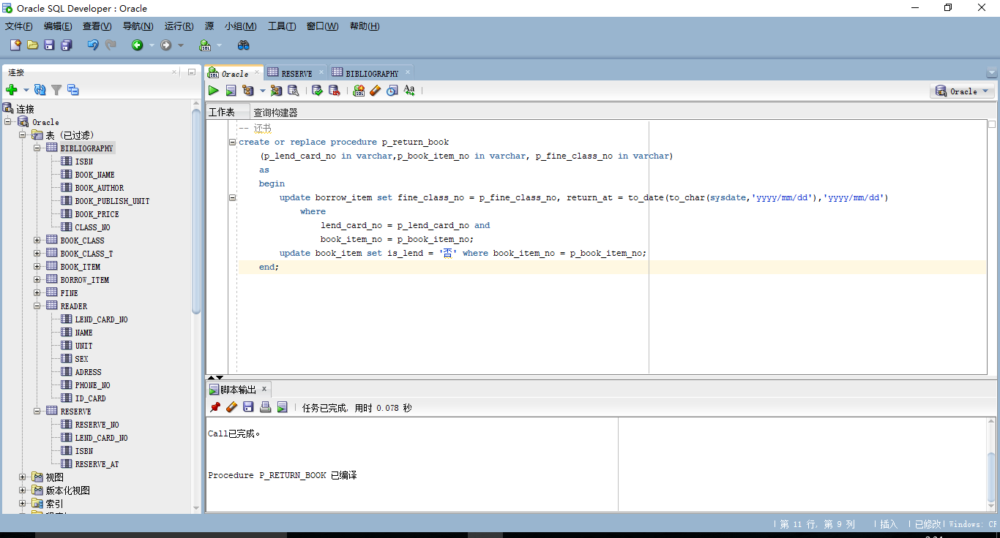 Oracle SQL Developer : Oracle
文件(F) 编辑(E) 查看(V) 导航(N) 运行(R) 源 小组(M) 工具(T) 窗口(W) 帮助(H)
连接
连接
Oracle
表 (已过滤)
BIBLIOGRAPHY
ISBN
BOOK_NAME
BOOK_AUTHOR
BOOK_PUBLISH_UNIT
BOOK_PRICE
CLASS_NO
BOOK_CLASS
BOOK_CLASS_T
BOOK_ITEM
BORROW_ITEM
FINE
READER
LEND_CARD_NO
NAME
UNIT
SEX
ADRESS
PHONE_NO
ID_CARD
RESERVE
RESERVE_NO
LEND_CARD_NO
ISBN
RESERVE_AT
视图
版本化视图
索引
Oracle RESERVE BIBLIOGRAPHY
Oracle
工作表 查询构建器
-- 还书
create or replace procedure p_return_book
(p_lend_card_no in varchar,p_book_item_no in varchar, p_fine_class_no in varchar)
as
begin
update borrow_item set fine_class_no = p_fine_class_no, return_at = to_date(to_char(sysdate,'yyyy/mm/dd'),'yyyy/mm/dd')
where
lend_card_no = p_lend_card_no and
book_item_no = p_book_item_no;
update book_item set is_lend = '否' where book_item_no = p_book_item_no;
end;
脚本输出
任务已完成, 用时 0.078 秒
Call已完成。
Procedure P_RETURN_BOOK 已编译
第 11 行, 第 9 列 插入 已修改 Windows: